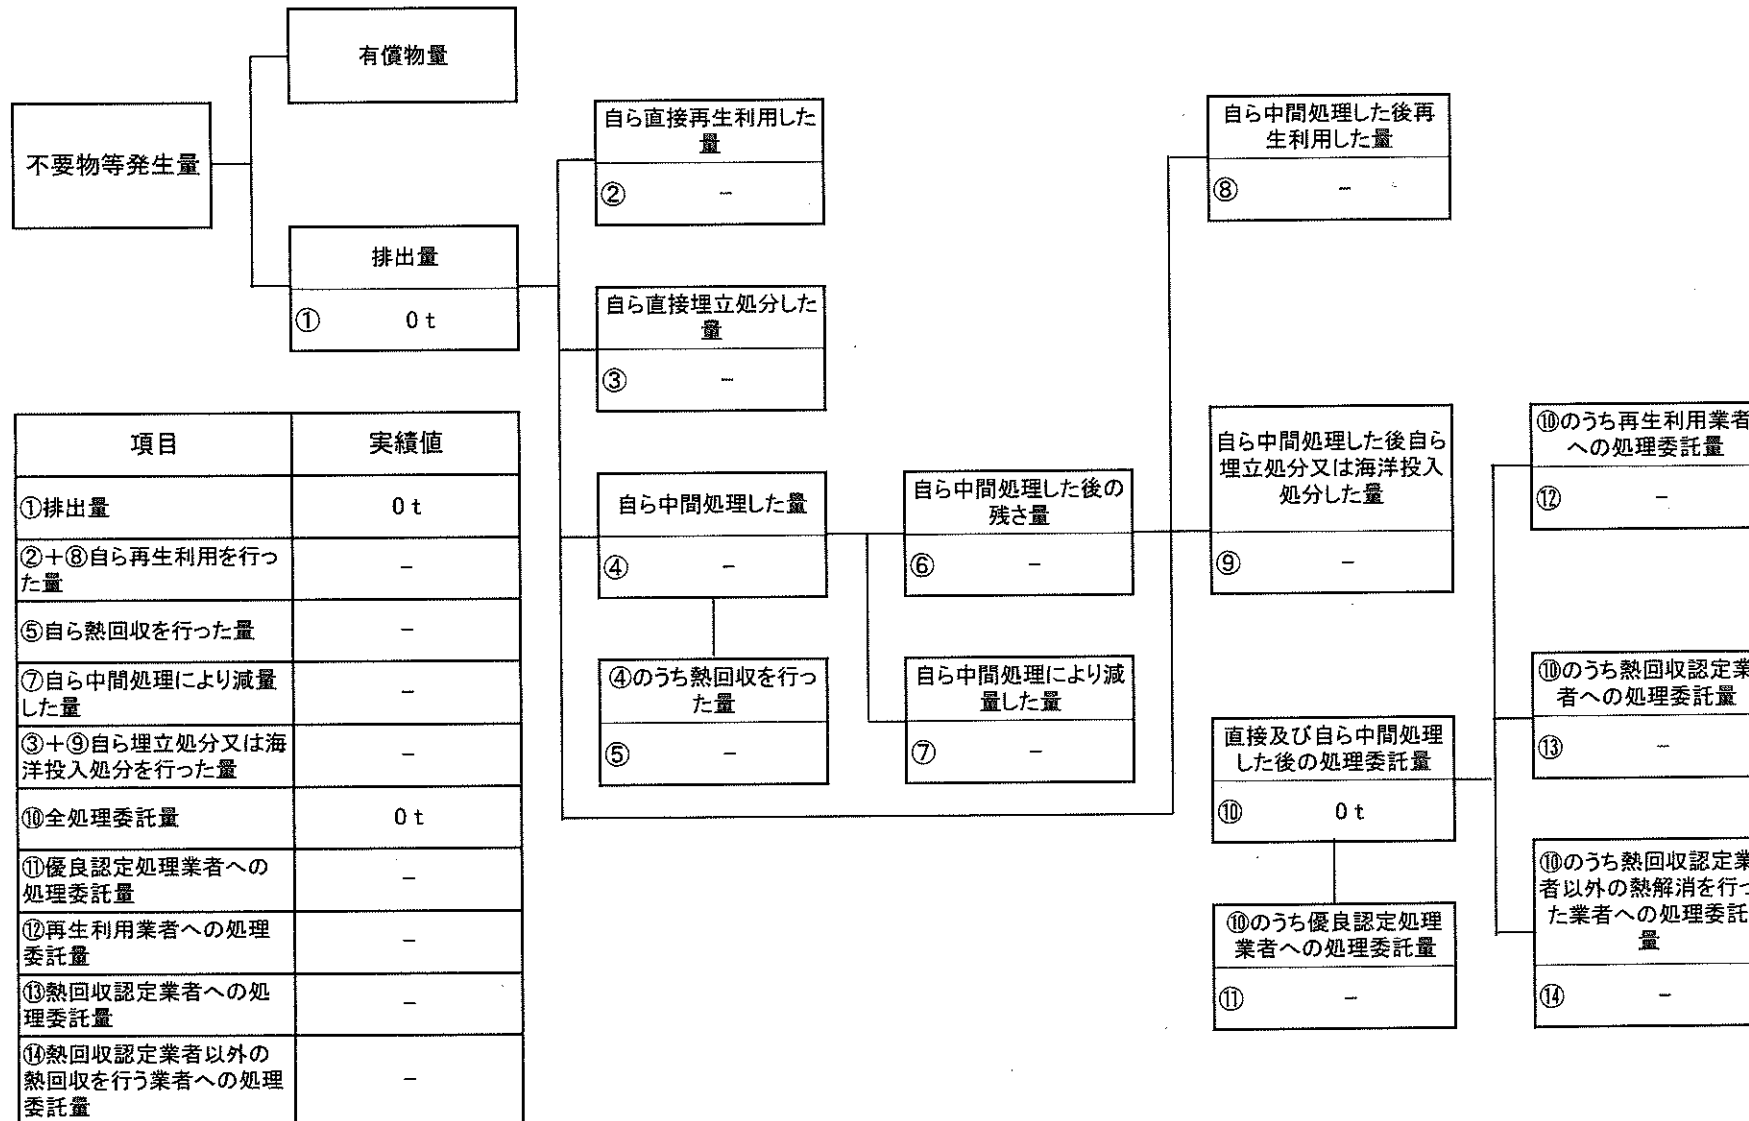 有償物量
不要物等発生量
排出量
① 0 t
自ら直接再生利用した
量
② −
自ら直接埋立処分した
量
③ −
自ら中間処理した量
④ −
④のうち熱回収を行っ
た量
⑤ −
自ら中間処理した後の
残さ量
⑥ −
自ら中間処理により減
量した量
⑦ −
自ら中間処理した後再
生利用した量
⑧ −
自ら中間処理した後自ら
埋立処分又は海洋投入
処分した量
⑨ −
直接及び自ら中間処理
した後の処理委託量
⑩ 0 t
⑩のうち優良認定処理
業者への処理委託量
⑪ −
⑩のうち再生利用業者
への処理委託量
⑫ −
⑩のうち熱回収認定業
者への処理委託量
⑬ −
⑩のうち熱回収認定業
者以外の熱解消を行っ
た業者への処理委託
量
⑭ −
項目 実績値
①排出量 0 t
②+⑧自ら再生利用を行っ
た量 −
⑤自ら熱回収を行った量 −
⑦自ら中間処理により減量
した量 −
③+⑨自ら埋立処分又は海
洋投入処分を行った量 −
⑩全処理委託量 0 t
⑪優良認定処理業者への
処理委託量 −
⑫再生利用業者への処理
委託量 −
⑬熱回収認定業者への処
理委託量 −
⑭熱回収認定業者以外の
熱回収を行う業者への処理
委託量 −